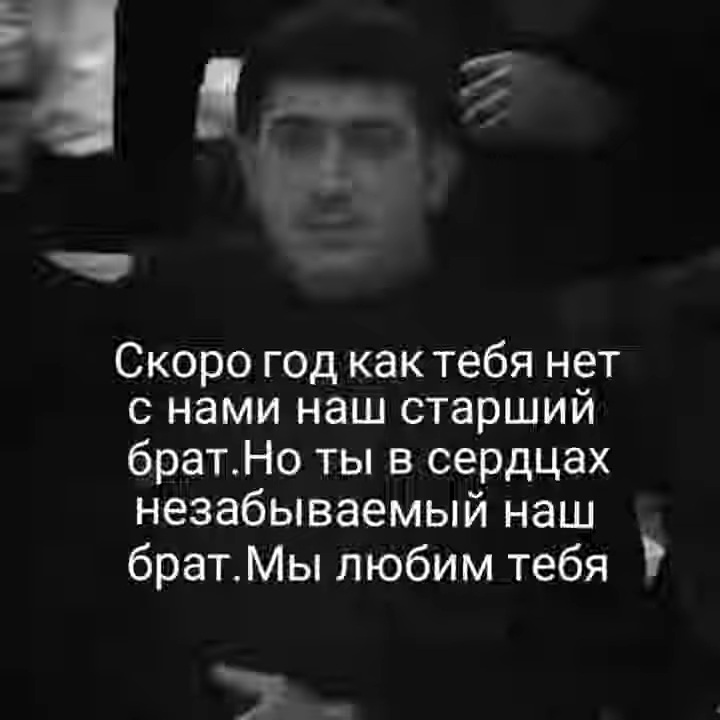 Скоро год как тебя нет
с нами наш старший
брат.Но ты в сердцах
незабываемый наш
брат.Мы любим тебя